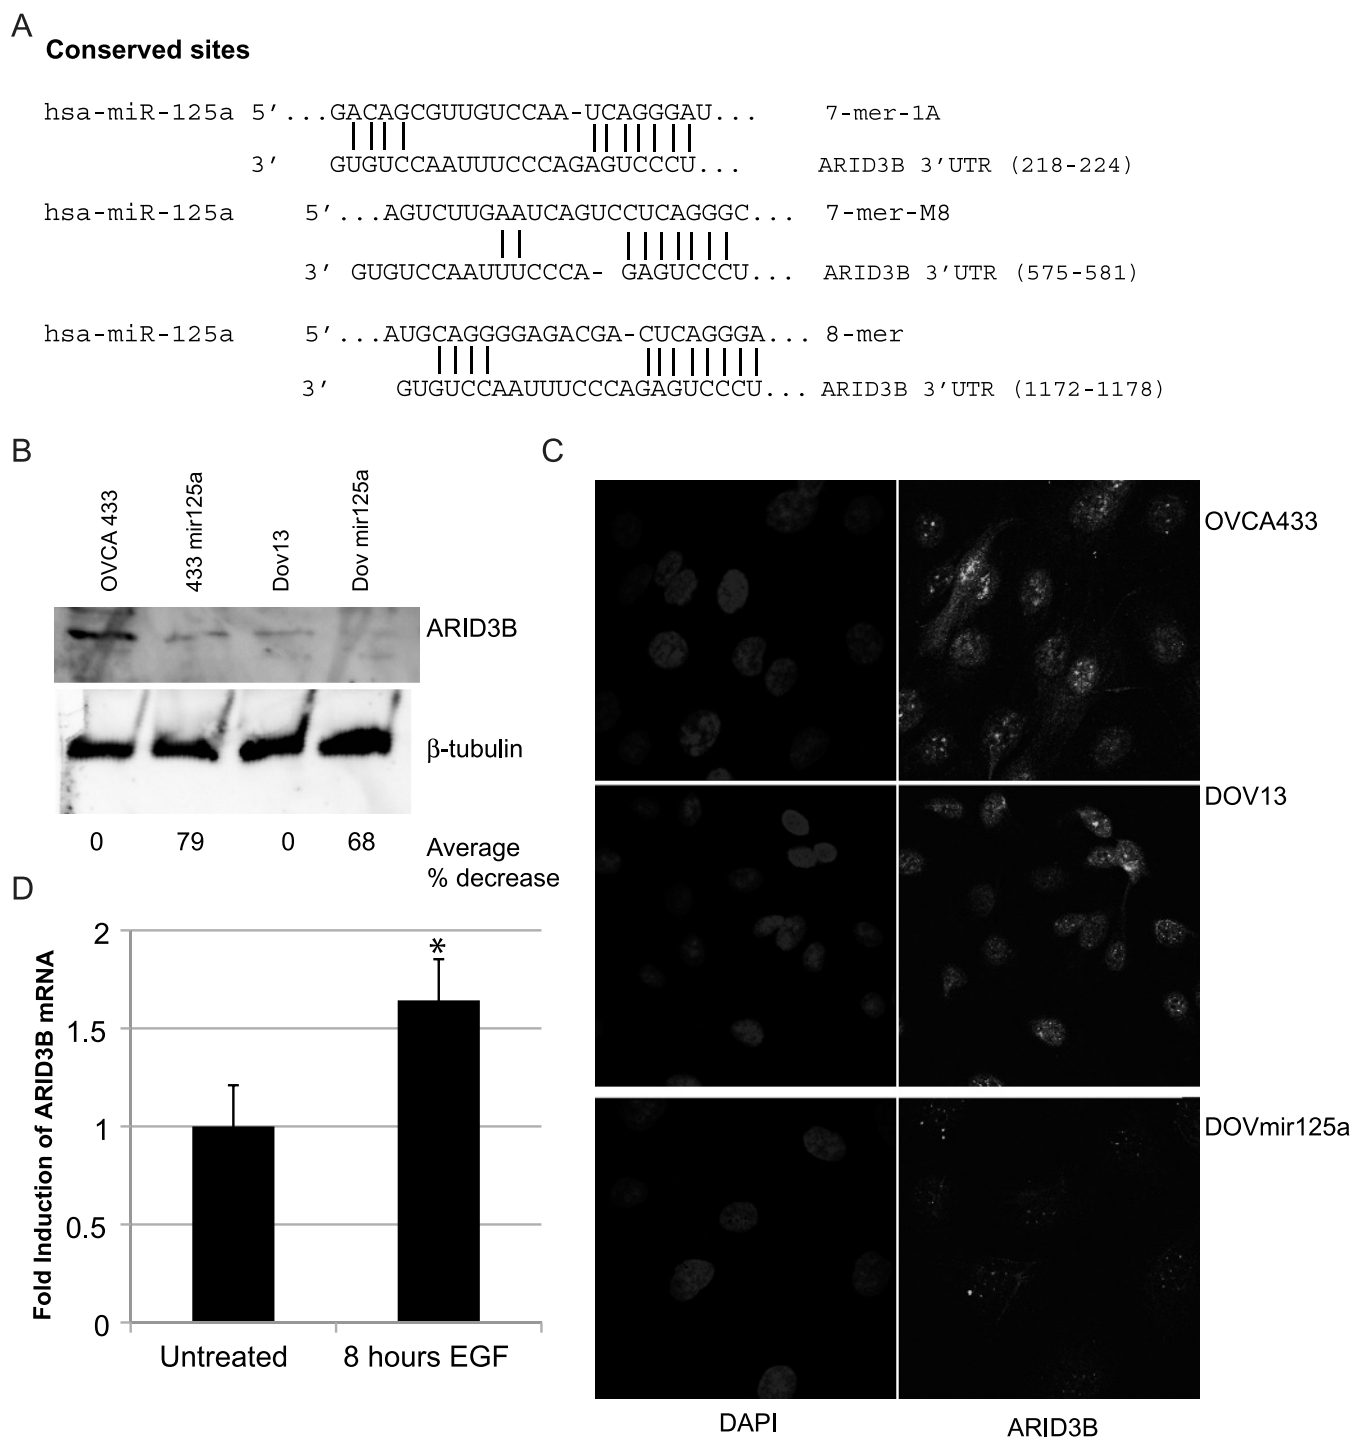 A
Conserved sites
hsa-miR-125a 5’...GACAGCGUUGUCCAA-UCAGGGAU... 7-mer-1A
3’ GUGUCCAAUUUCCCAGAGUCCCU... ARID3B 3’UTR (218-224)
hsa-miR-125a 5’...AGUCUUGAAUCAGUCCUCAGGGC... 7-mer-M8
3’ GUGUCCAAUUUCCCA- GAGUCCCU... ARID3B 3’UTR (575-581)
hsa-miR-125a 5’...AUGCAGGGGAGACGA-CUCAGGGA... 8-mer
3’ GUGUCCAAUUUCCCAGAGUCCCU... ARID3B 3’UTR (1172-1178)
B
OVCA 433
433 mir125a
Dov13
Dov mir125a
ARID3B
β-tubulin
0 79 0 68 Average
% decrease
C
OVCA433
DOV13
DOVmir125a
DAPI
ARID3B
D
Fold Induction of ARID3B mRNA
2
1.5
1
0.5
0
*
Untreated
8 hours EGF